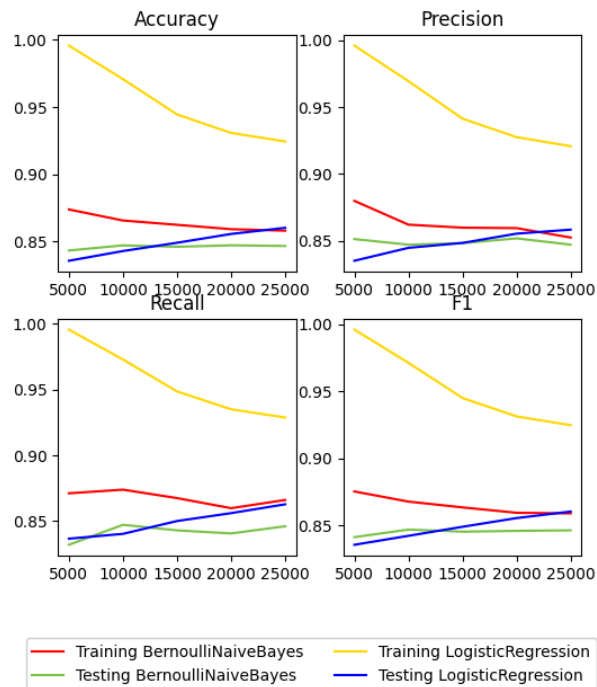 Accuracy
Precision
1.00
0.95
0.90
0.85
5000 10000 15000 20000 25000
1.00
0.95
0.90
0.85
5000 10000 15000 20000 25000
Recall
F1
1.00
0.95
0.90
0.85
5000 10000 15000 20000 25000
1.00
0.95
0.90
0.85
5000 10000 15000 20000 25000
Training BernoulliNaiveBayes
Testing BernoulliNaiveBayes
Training LogisticRegression
Testing LogisticRegression